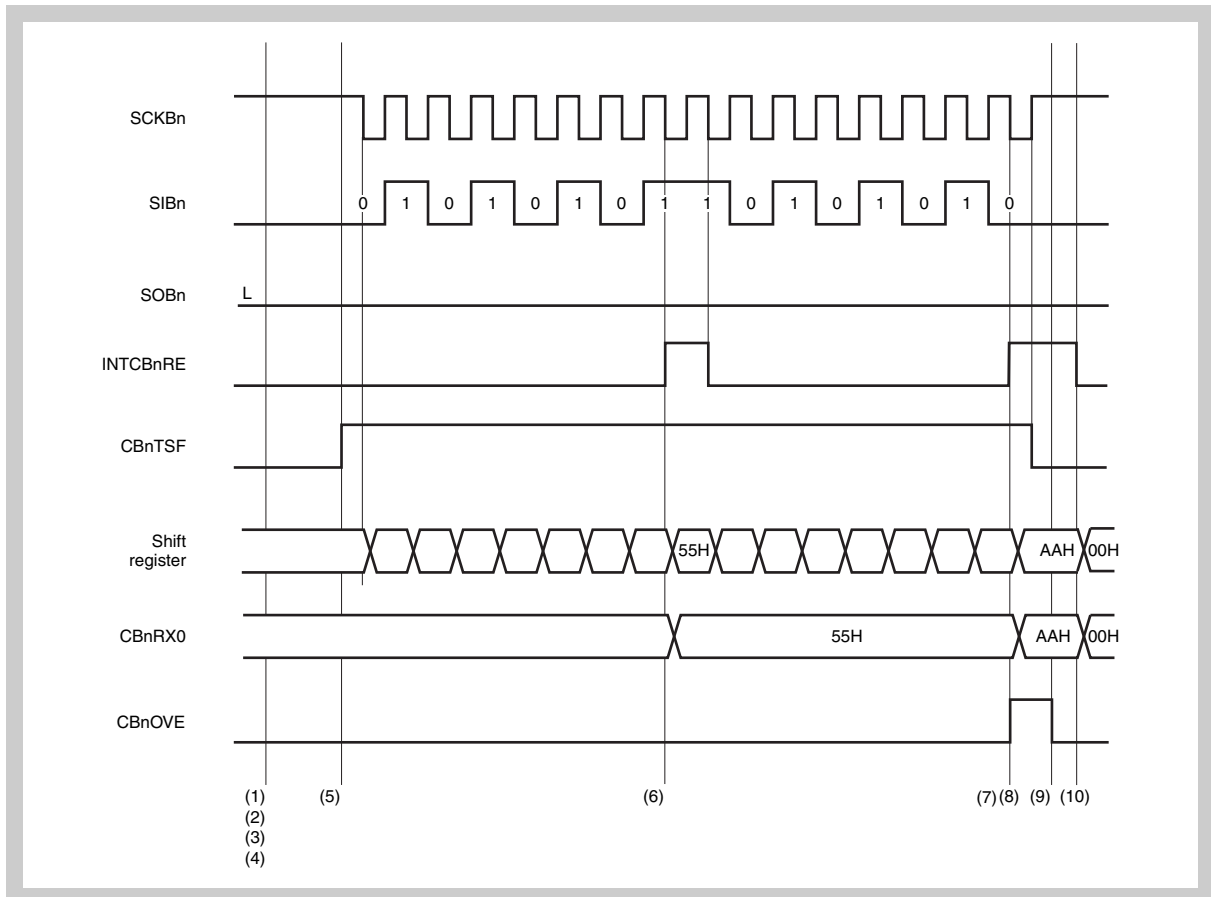 SCKBn
SIBn
0 1 0 1 0 1 0 1 1 0 1 0 1 0 1 0
SOBn L
INTCBnRE
CBnTSF
Shift
register
55H AAH 00H
CBnRX0 55H AAH 00H
CBnOVE
(1) (5) (6) (7) (8) (9) (10)
(2)
(3)
(4)